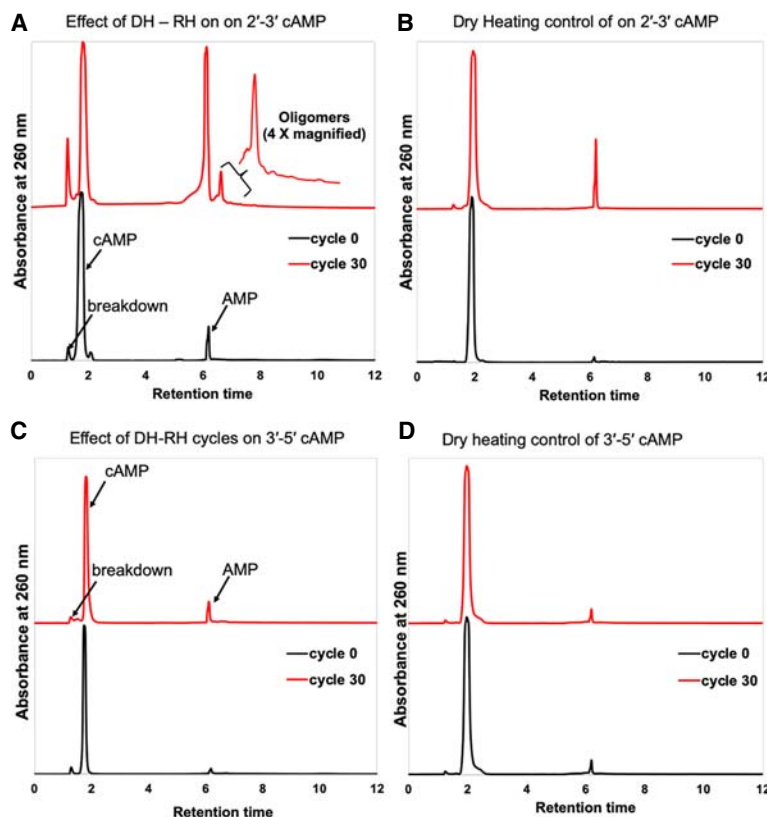 A
Effect of DH – RH on on 2′-3′ cAMP
Absorbance at 260 nm
Oligomers
(4 X magnified)
cAMP
cycle 0
cycle 30
breakdown
AMP
0 2 4 6 8 10 12
Retention time
B
Dry Heating control of on 2′-3′ cAMP
Absorbance at 260 nm
cycle 0
cycle 30
0 2 4 6 8 10 12
Retention time
C
Effect of DH-RH cycles on 3′-5′ cAMP
Absorbance at 260 nm
cAMP
breakdown
AMP
cycle 0
cycle 30
0 2 4 6 8 10 12
Retention time
D
Dry heating control of 3′-5′ cAMP
Absorbance at 260 nm
cycle 0
cycle 30
0 2 4 6 8 10 12
Retention time